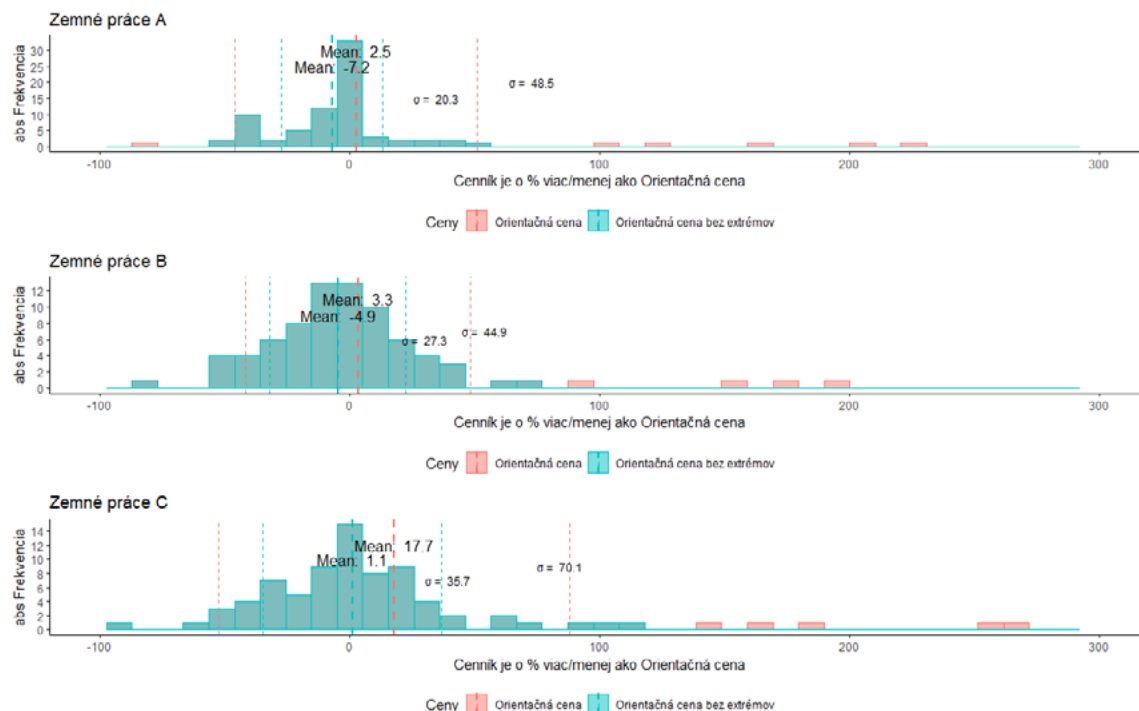 Zemné práce A
abs Frekvencia
30
25
20
15
10
5
0
Mean: 2.5
Mean: -7.2
σ = 20.3
σ = 48.5
-100 0 100 200 300
Cenník je o % viac/menej ako Orientačná cena
Ceny Orientačná cena Orientačná cena bez extrémov
Zemné práce B
abs Frekvencia
12
10
8
6
4
2
0
Mean: 3.3
Mean: -4.9
σ = 27.3
σ = 44.9
-100 0 100 200 300
Cenník je o % viac/menej ako Orientačná cena
Ceny Orientačná cena Orientačná cena bez extrémov
Zemné práce C
abs Frekvencia
14
12
10
8
6
4
2
0
Mean: 17.7
Mean: 1.1
σ = 35.7
σ = 70.1
-100 0 100 200 300
Cenník je o % viac/menej ako Orientačná cena
Ceny Orientačná cena Orientačná cena bez extrémov